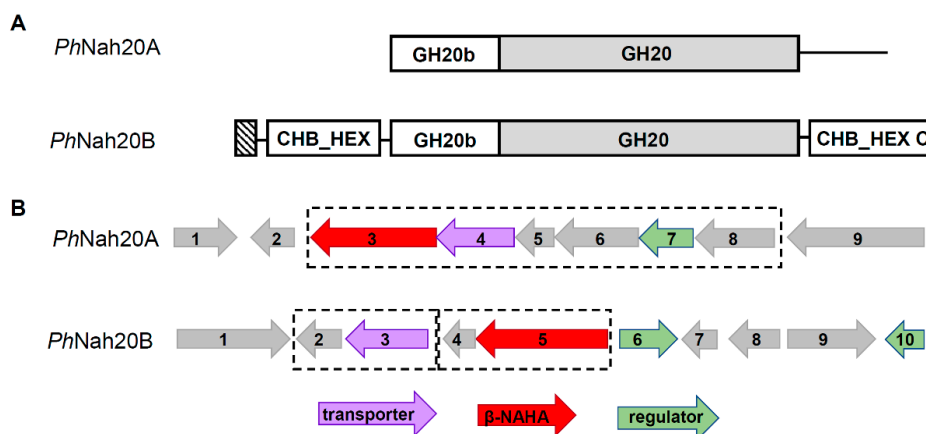 A
PhNah20A
GH20b GH20
PhNah20B
CHB_HEX GH20b GH20 CHB_HEX C
B
PhNah20A
1 2 3 4 5 6 7 8 9
PhNah20B
1 2 3 4 5 6 7 8 9 10
transporter β-NAHA regulator